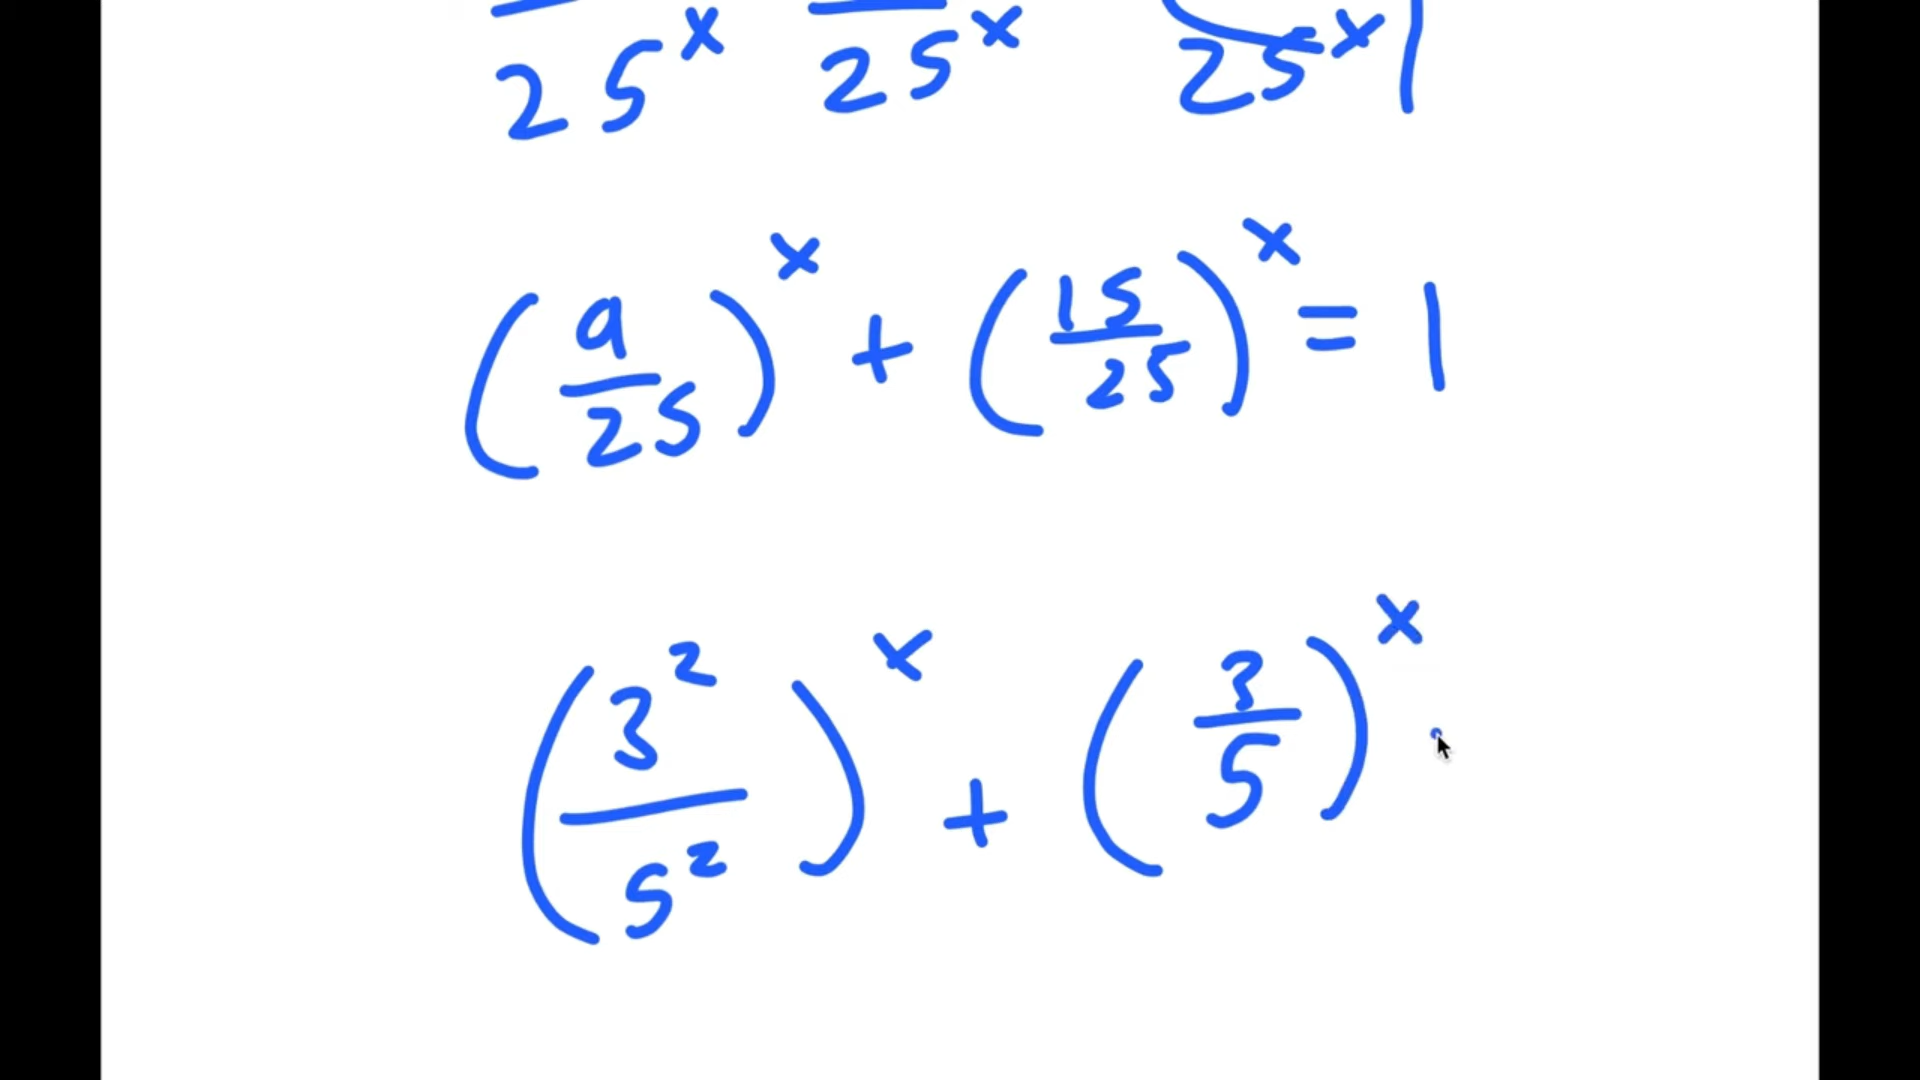 25^x 25^x 25^x
(9/25)^x + (15/25)^x = 1
(3^2/5^2)^x + (3/5)^x